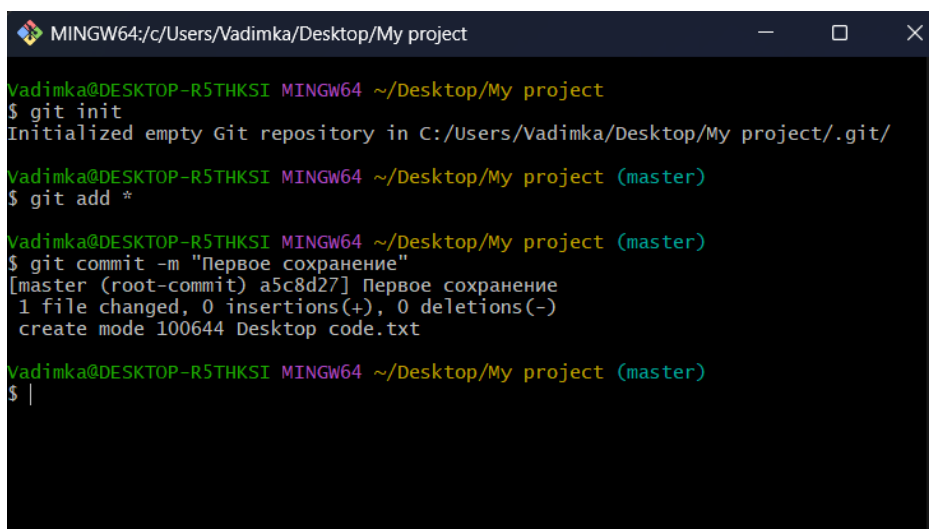 MINGW64:/c/Users/Vadimka/Desktop/My project
Vadimka@DESKTOP-R5THKSI MINGW64 ~/Desktop/My project
$ git init
Initialized empty Git repository in C:/Users/Vadimka/Desktop/My project/.git/
Vadimka@DESKTOP-R5THKSI MINGW64 ~/Desktop/My project (master)
$ git add *
Vadimka@DESKTOP-R5THKSI MINGW64 ~/Desktop/My project (master)
$ git commit -m "Первое сохранение"
[master (root-commit) a5c8d27] Первое сохранение
 1 file changed, 0 insertions(+), 0 deletions(-)
 create mode 100644 Desktop code.txt
Vadimka@DESKTOP-R5THKSI MINGW64 ~/Desktop/My project (master)
$